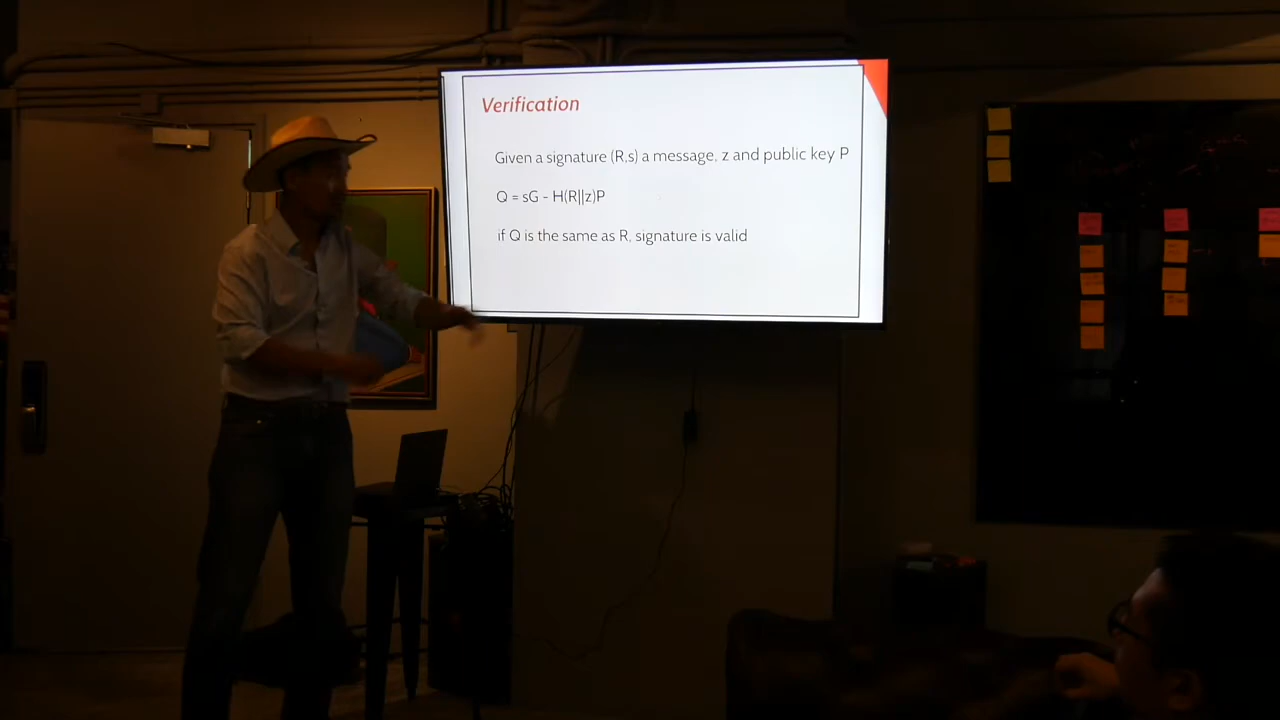 Verification
Given a signature (R,s) a message, z and public key P
Q = sG - H(R||z)P
if Q is the same as R, signature is valid